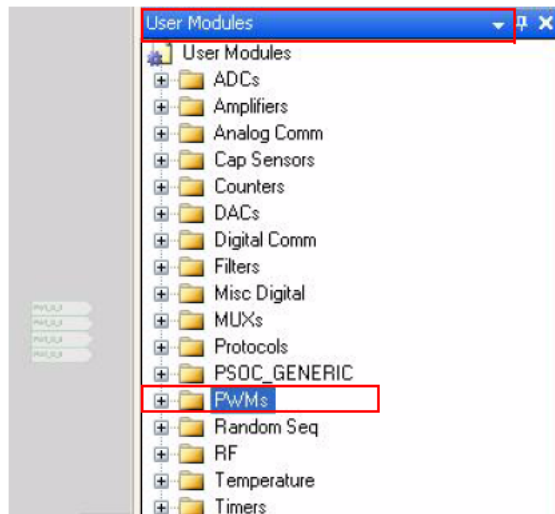 User Modules
User Modules
ADCs
Amplifiers
Analog Comm
Cap Sensors
Counters
DACs
Digital Comm
Filters
Misc Digital
MUXs
Protocols
PSOC_GENERIC
PWMs
Random Seq
RF
Temperature
Timers